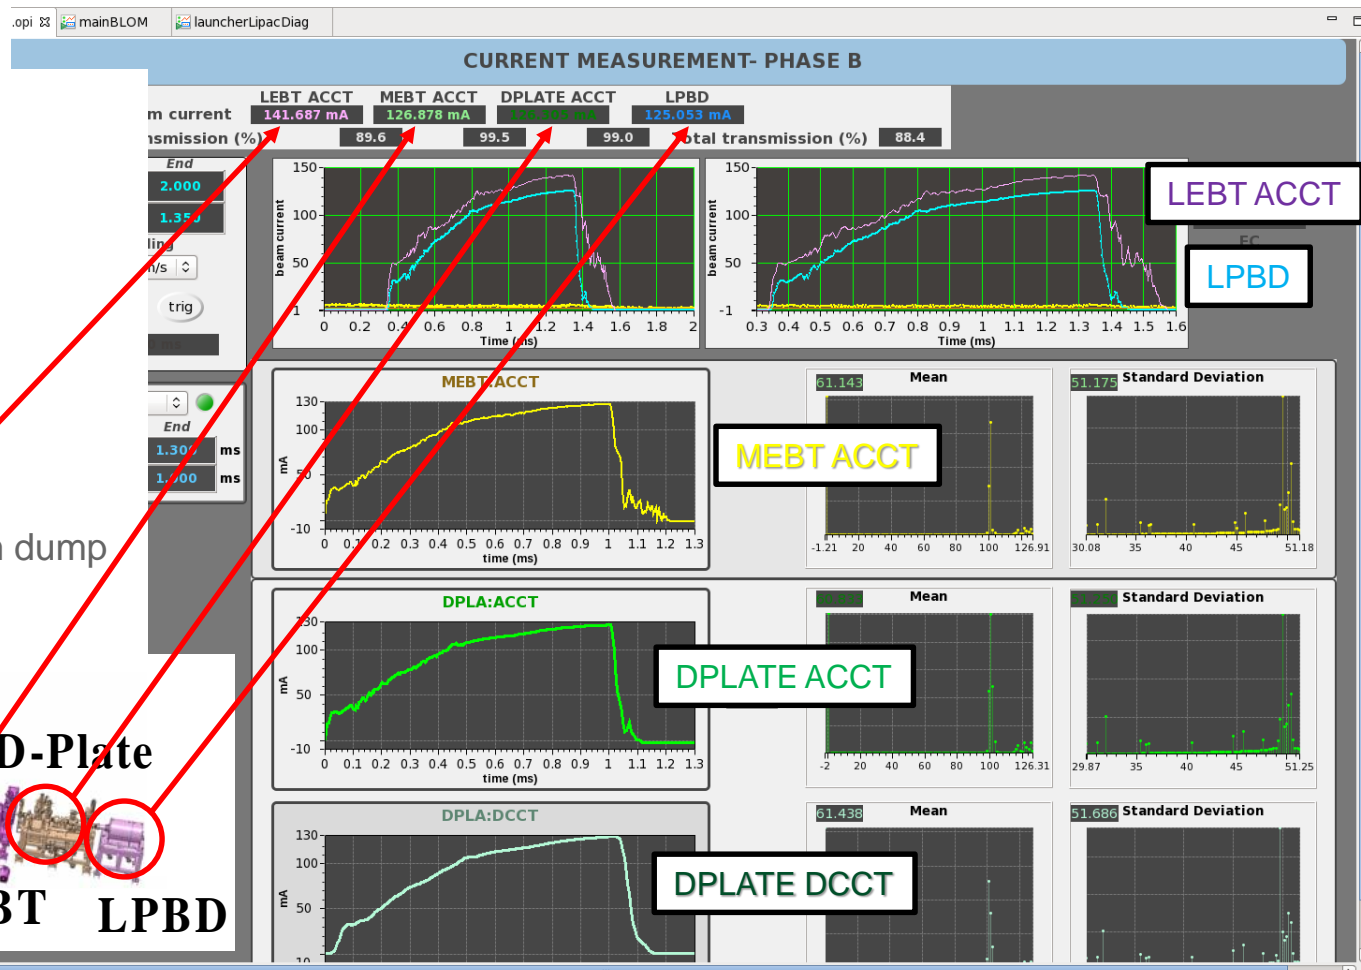 .opi mainBLOM launcherLipacDiag
CURRENT MEASUREMENT- PHASE B
LEBT ACCT MEBT ACCT DPLATE ACCT LPBD
m current 141.687 mA 126.878 mA 125.053 mA
nsmission (%) 89.6 99.5 99.0 total transmission (%) 88.4
End
2.000
1.350
ling
n/s
trig
ms
End
1.300 ms
1.000 ms
n dump
D-Plate
BT LPBD
150
100
50
-1
beam current
0 0.2 0.4 0.6 0.8 1 1.2 1.4 1.6 1.8 2
Time (ms)
150
100
50
-1
beam current
0.3 0.4 0.5 0.6 0.7 0.8 0.9 1 1.1 1.2 1.3 1.4 1.5 1.6
Time (ms)
LEBT ACCT
FC
LPBD
MEBT:ACCT
130
100
50
-10
mA
0 0.1 0.2 0.3 0.4 0.5 0.6 0.7 0.8 0.9 1 1.1 1.2 1.3
time (ms)
MEBT ACCT
61.143 Mean
-1.21 20 40 60 80 100 126.91
51.175 Standard Deviation
30.08 35 40 45 51.18
DPLA:ACCT
130
100
50
-10
mA
0 0.1 0.2 0.3 0.4 0.5 0.6 0.7 0.8 0.9 1 1.1 1.2 1.3
time (ms)
DPLATE ACCT
Mean
-2 20 40 60 80 100 126.31
Standard Deviation
29.87 35 40 45 51.25
DPLA:DCCT
130
100
50
-10
mA
DPLATE DCCT
61.438 Mean
51.686 Standard Deviation